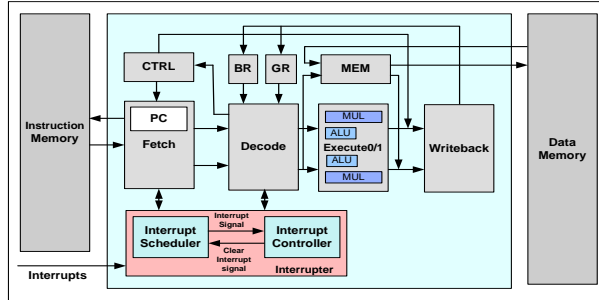 CTRL
BR
GR
MEM
PC
Fetch
Instruction
Memory
Decode
MUL
ALU
Execute0/1
ALU
MUL
Writeback
Data
Memory
Interrupt
Scheduler
Interrupt
Signal
Clear
Interrupt
signal
Interrupt
Controller
Interrupter
Interrupts